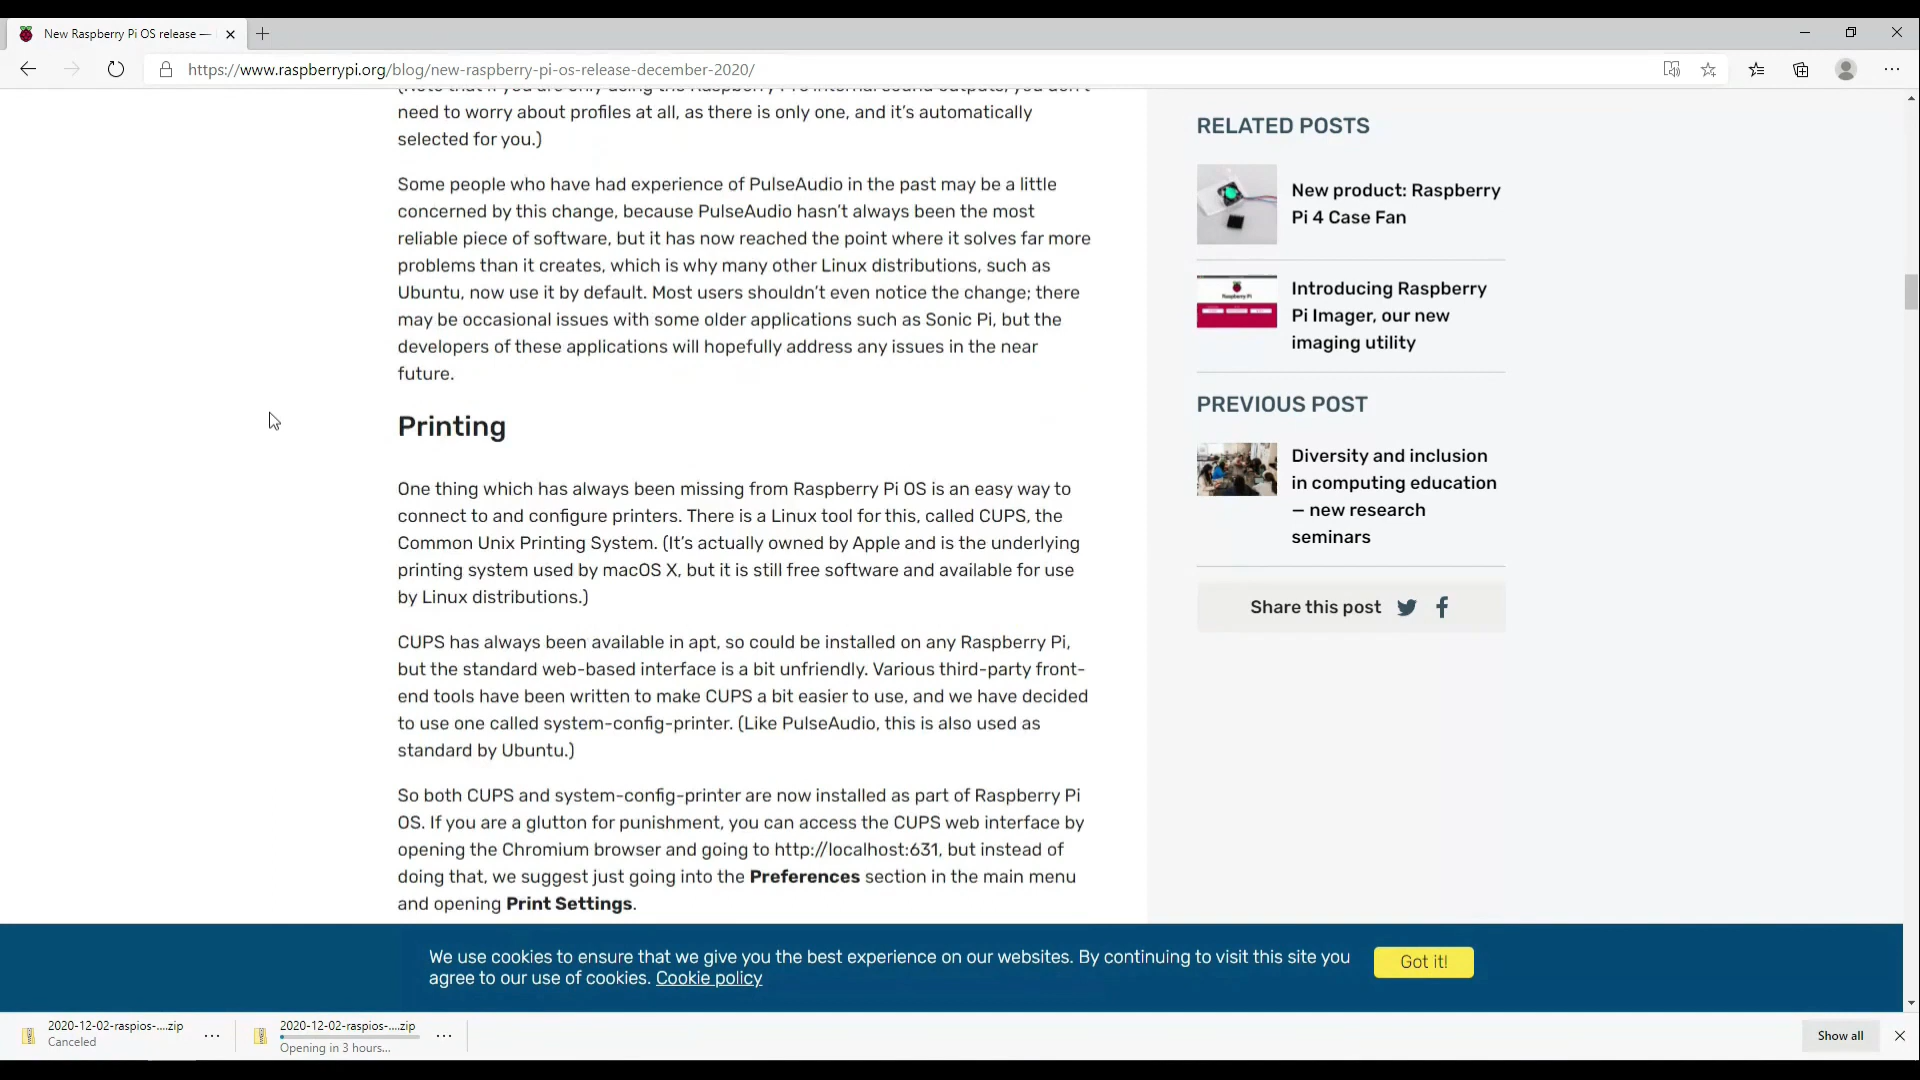 New Raspberry Pi OS release —
https://www.raspberrypi.org/blog/new-raspberry-pi-os-release-december-2020/
(Note that if you are only using the Raspberry Pi's internal sound outputs, you don't
need to worry about profiles at all, as there is only one, and it's automatically
selected for you.)
Some people who have had experience of PulseAudio in the past may be a little
concerned by this change, because PulseAudio hasn't always been the most
reliable piece of software, but it has now reached the point where it solves far more
problems than it creates, which is why many other Linux distributions, such as
Ubuntu, now use it by default. Most users shouldn't even notice the change; there
may be occasional issues with some older applications such as Sonic Pi, but the
developers of these applications will hopefully address any issues in the near
future.
Printing
One thing which has always been missing from Raspberry Pi OS is an easy way to
connect to and configure printers. There is a Linux tool for this, called CUPS, the
Common Unix Printing System. (It's actually owned by Apple and is the underlying
printing system used by macOS X, but it is still free software and available for use
by Linux distributions.)
CUPS has always been available in apt, so could be installed on any Raspberry Pi,
but the standard web-based interface is a bit unfriendly. Various third-party front-
end tools have been written to make CUPS a bit easier to use, and we have decided
to use one called system-config-printer. (Like PulseAudio, this is also used as
standard by Ubuntu.)
So both CUPS and system-config-printer are now installed as part of Raspberry Pi
OS. If you are a glutton for punishment, you can access the CUPS web interface by
opening the Chromium browser and going to http://localhost:631, but instead of
doing that, we suggest just going into the Preferences section in the main menu
and opening Print Settings.
RELATED POSTS
New product: Raspberry
Pi 4 Case Fan
Introducing Raspberry
Pi Imager, our new
imaging utility
PREVIOUS POST
Diversity and inclusion
in computing education
— new research
seminars
Share this post
We use cookies to ensure that we give you the best experience on our websites. By continuing to visit this site you
agree to our use of cookies. Cookie policy
Got it!
2020-12-02-raspios-....zip
Canceled
2020-12-02-raspios-....zip
Opening in 3 hours...
Show all